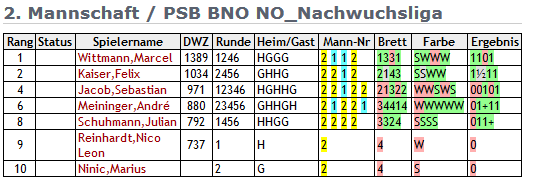 2. Mannschaft / PSB BNO NO_Nachwuchsliga
Rang Status Spielername DWZ Runde Heim/Gast Mann-Nr Brett Farbe Ergebnis
1 Wittmann,Marcel 1389 1246 HGGG 2 1 1 2 1331 SWWW 1101
2 Kaiser,Felix 1034 2456 GHHG 2 1 2 2 2143 SSWW 1½11
4 Jacob,Sebastian 971 12346 HGHHG 2 2 1 1 2 21322 WWSWS 00101
6 Meininger,André 880 23456 GHHGH 2 1 2 2 1 34414 WWWWW 01+11
8 Schuhmann,Julian 792 1456 HHGG 2 2 2 2 3324 SSSS 011+
9 Reinhardt,Nico Leon 737 1 H 2 4 W 0
10 Ninic,Marius 2 G 2 4 S 0